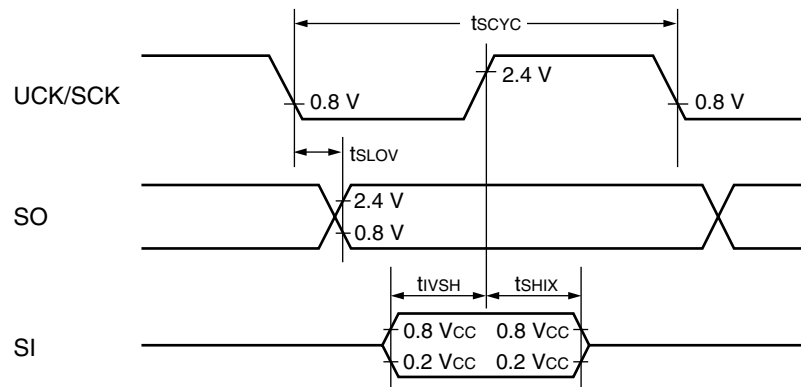 tSCYC
UCK/SCK
2.4 V
0.8 V
0.8 V
tSLOV
SO
2.4 V
0.8 V
tIVSH
tSHIX
SI
0.8 VCC
0.8 VCC
0.2 VCC
0.2 VCC